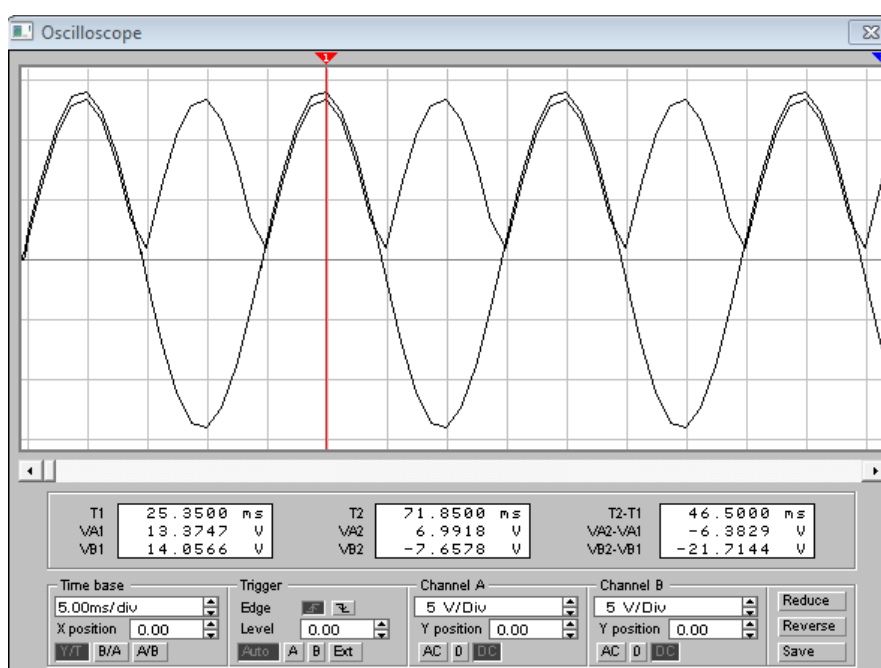 Oscilloscope
1
T1 25.3500 ms T2 71.8500 ms T2-T1 46.5000 ms
VA1 13.3747 V VA2 6.9918 V VA2-VA1 -6.3829 V
VB1 14.0566 V VB2 -7.6578 V VB2-VB1 -21.7144 V
Time base Trigger Channel A Channel B
5.00ms/div Edge 5 V/Div 5 V/Div Reduce
X position 0.00 Level 0.00 Y position 0.00 Y position 0.00 Reverse
Y/T B/A A/B Auto A B Ext AC 0 DC AC 0 DC Save